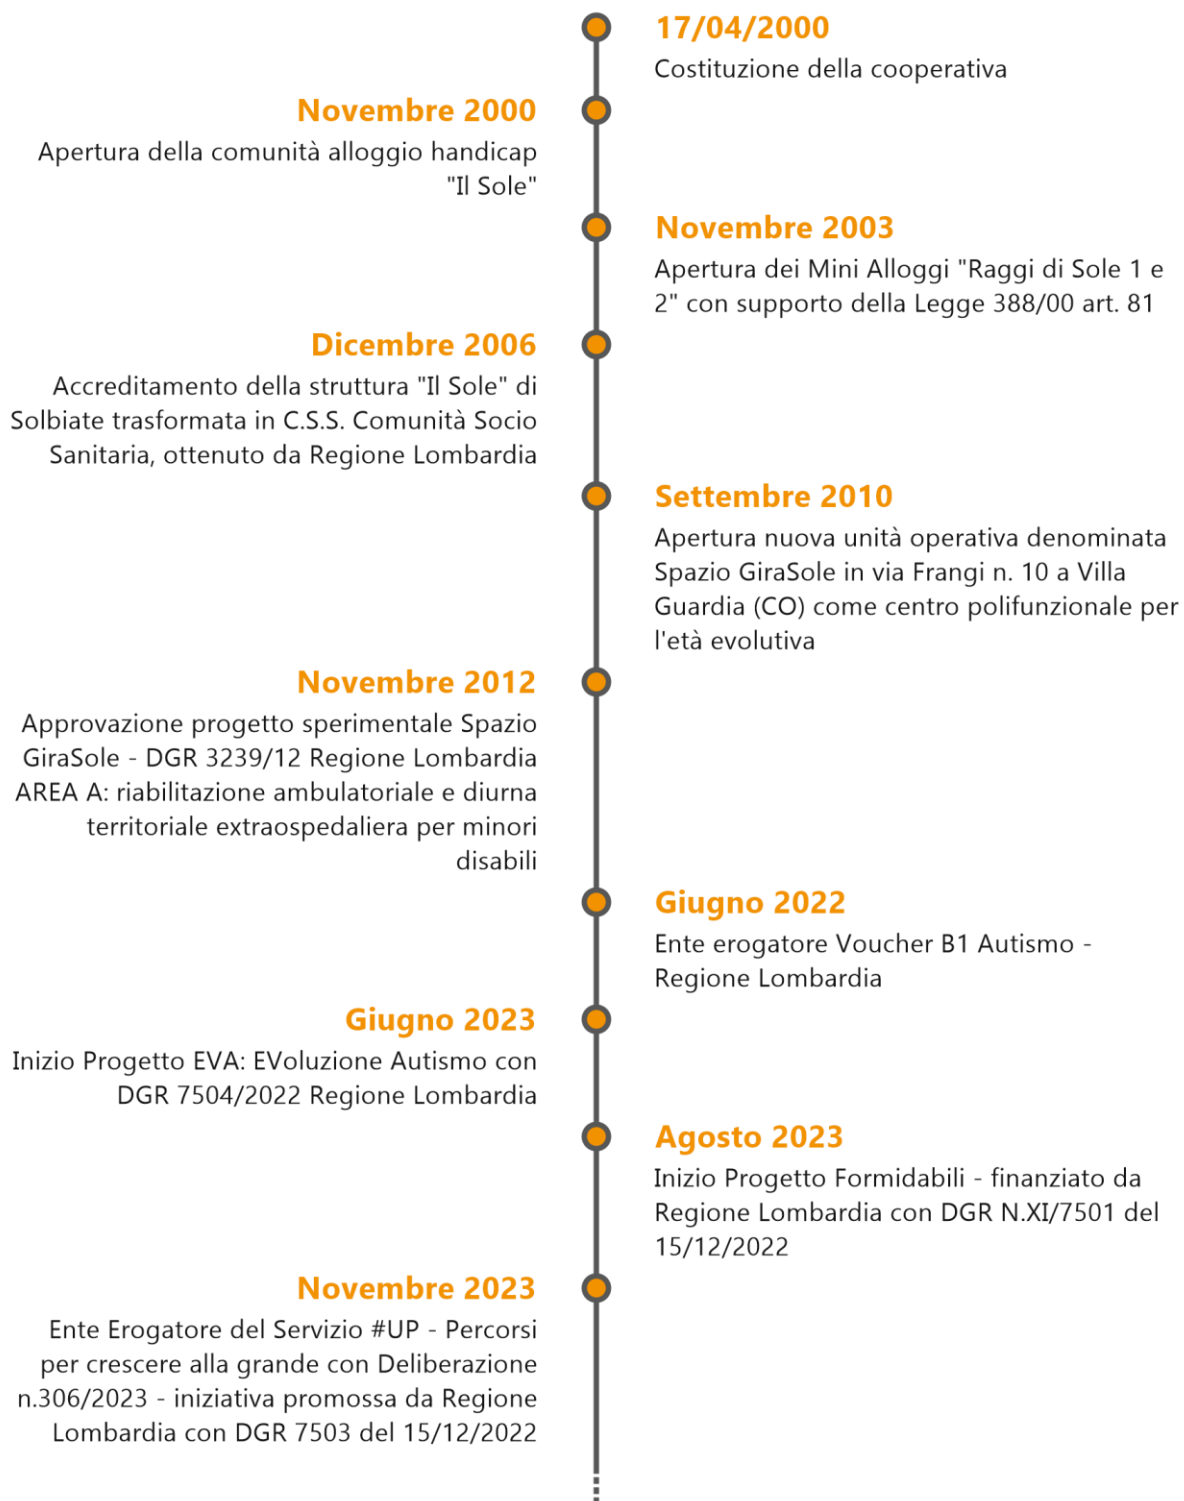 17/04/2000
Costituzione della cooperativa
Novembre 2000
Apertura della comunità alloggio handicap
"Il Sole"
Novembre 2003
Apertura dei Mini Alloggi "Raggi di Sole 1 e
2" con supporto della Legge 388/00 art. 81
Dicembre 2006
Accreditamento della struttura "Il Sole" di
Solbiate trasformata in C.S.S. Comunità Socio
Sanitaria, ottenuto da Regione Lombardia
Settembre 2010
Apertura nuova unità operativa denominata
Spazio GiraSole in via Frangi n. 10 a Villa
Guardia (CO) come centro polifunzionale per
l'età evolutiva
Novembre 2012
Approvazione progetto sperimentale Spazio
GiraSole - DGR 3239/12 Regione Lombardia
AREA A: riabilitazione ambulatoriale e diurna
territoriale extraospedaliera per minori
disabili
Giugno 2022
Ente erogatore Voucher B1 Autismo -
Regione Lombardia
Giugno 2023
Inizio Progetto EVA: EVoluzione Autismo con
DGR 7504/2022 Regione Lombardia
Agosto 2023
Inizio Progetto Formidabili - finanziato da
Regione Lombardia con DGR N.XI/7501 del
15/12/2022
Novembre 2023
Ente Erogatore del Servizio #UP - Percorsi
per crescere alla grande con Deliberazione
n.306/2023 - iniziativa promossa da Regione
Lombardia con DGR 7503 del 15/12/2022